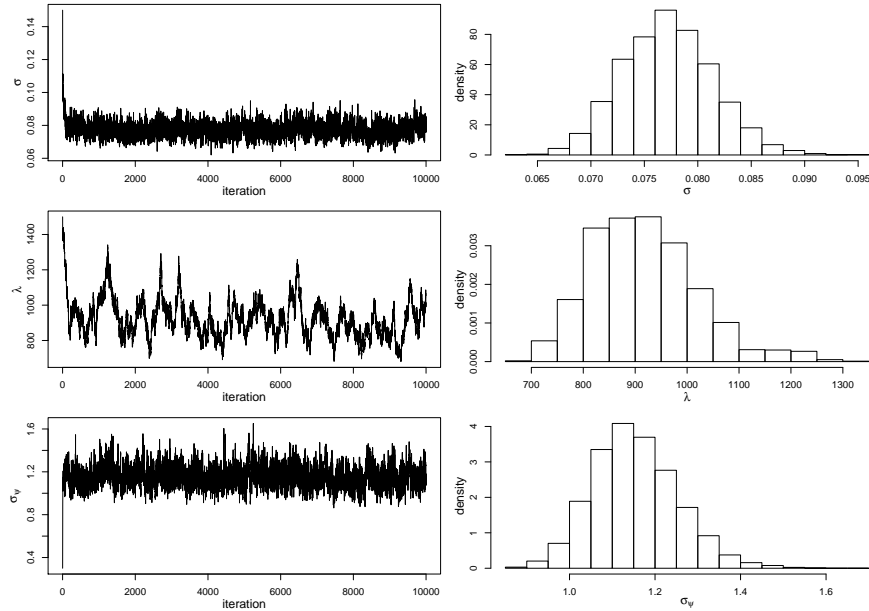 0.06 0.08 0.10 0.12 0.14
σ
0 2000 4000 6000 8000 10000
iteration
0 20 40 60 80
density
0.065 0.070 0.075 0.080 0.085 0.090 0.095
σ
800 1000 1200 1400
λ
0 2000 4000 6000 8000 10000
iteration
0.000 0.001 0.002 0.003
density
700 800 900 1000 1100 1200 1300
λ
0.4 0.8 1.2 1.6
σψ
0 2000 4000 6000 8000 10000
iteration
0 1 2 3 4
density
1.0 1.2 1.4 1.6
σψ